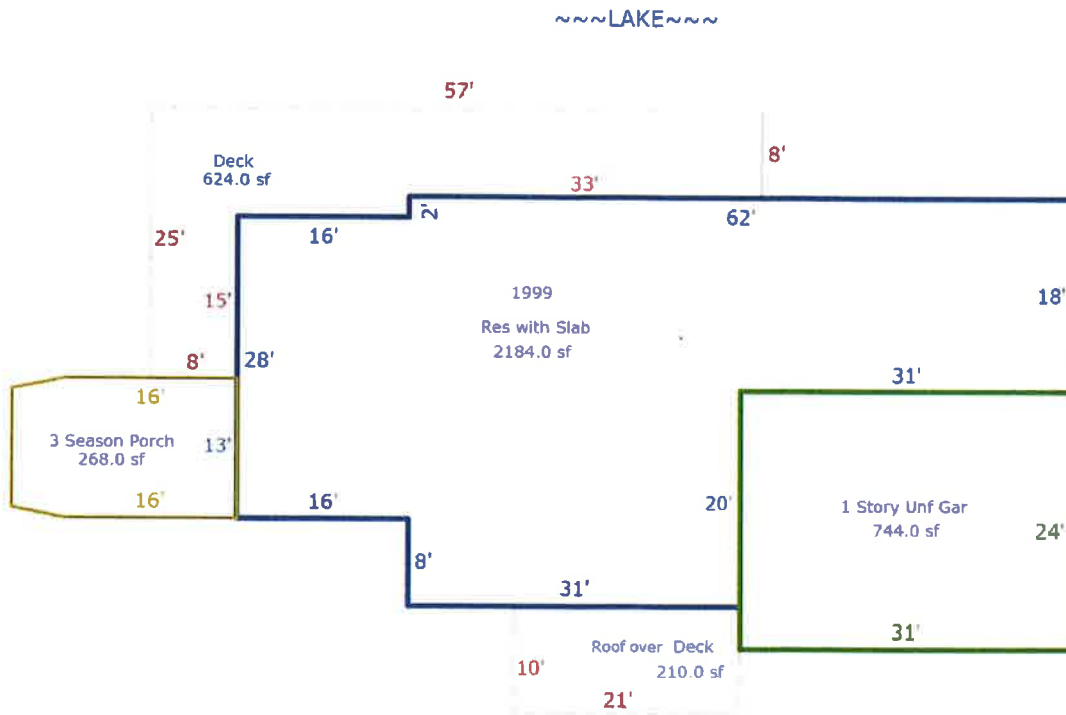 ~~~LAKE~~~
57'
8'
Deck
624.0 sf
33'
2'
62'
16'
25'
15'
1999
18'
Res with Slab
2184.0 sf
8'
28'
31'
16'
3 Season Porch
268.0 sf
13'
16'
16'
20'
1 Story Unf Gar
744.0 sf
24'
8'
31'
31'
Roof over Deck
210.0 sf
10'
21'